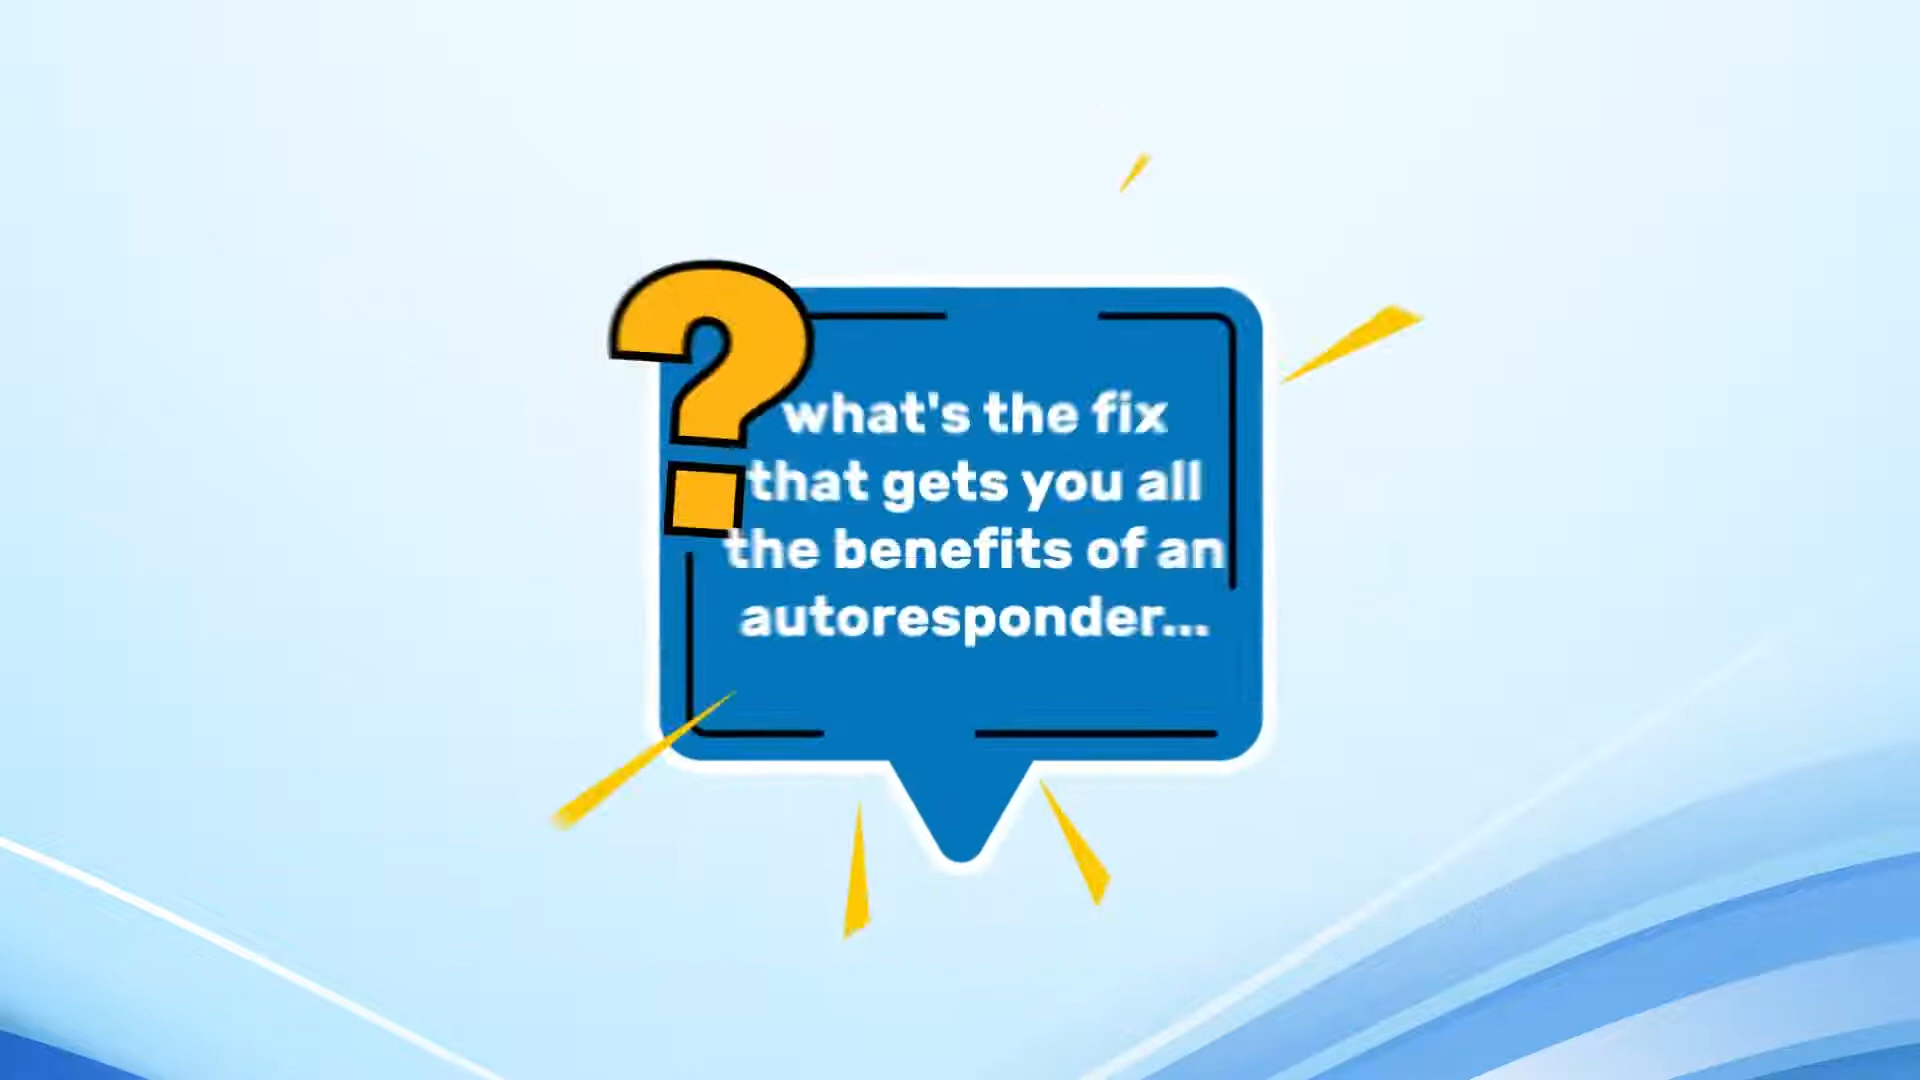 ?
what's the fix
that gets you all
the benefits of an
autoresponder...